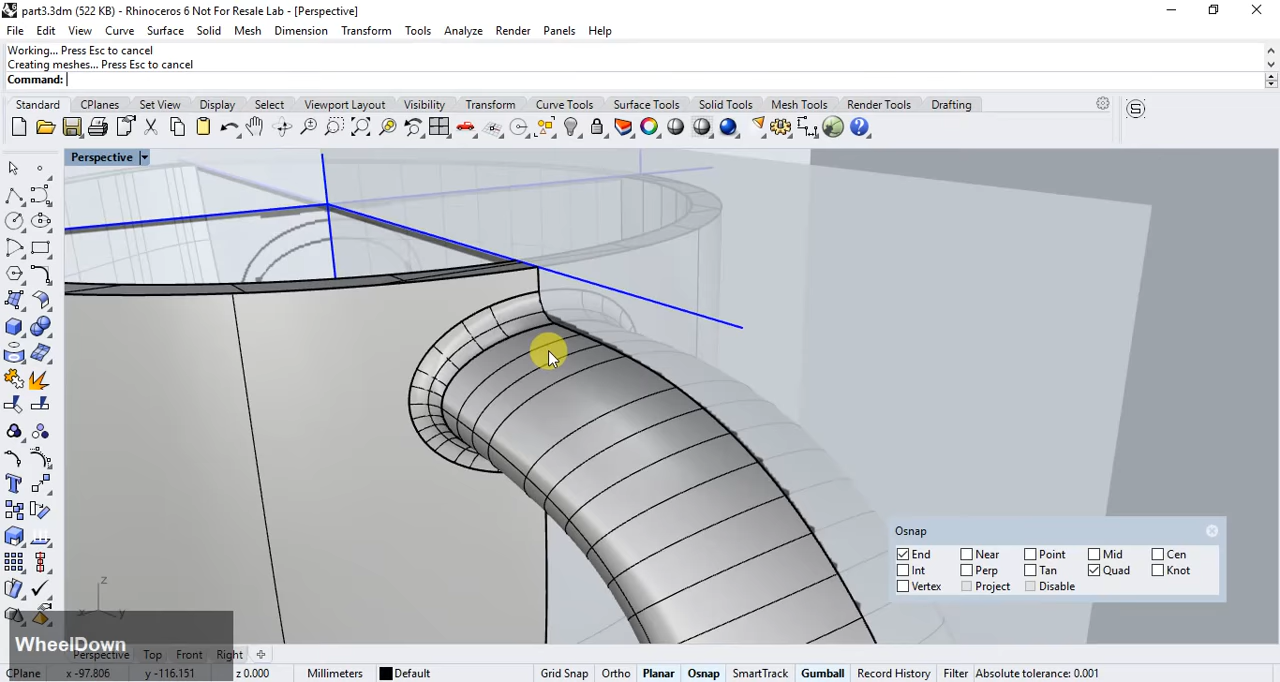 part3.3dm (522 KB) - Rhinoceros 6 Not For Resale Lab - [Perspective]
File Edit View Curve Surface Solid Mesh Dimension Transform Tools Analyze Render Panels Help
Working... Press Esc to cancel
Creating meshes... Press Esc to cancel
Command:
Standard CPlanes Set View Display Select Viewport Layout Visibility Transform Curve Tools Surface Tools Solid Tools Mesh Tools Render Tools Drafting
Perspective
Osnap
End Near Point Mid Cen
Int Perp Tan Quad Knot
Vertex Project Disable
z
x y
WheelDown
Perspective Top Front Right
CPlane x -97.806 y -116.151 z 0.000 Millimeters Default Grid Snap Ortho Planar Osnap SmartTrack Gumball Record History Filter Absolute tolerance: 0.001